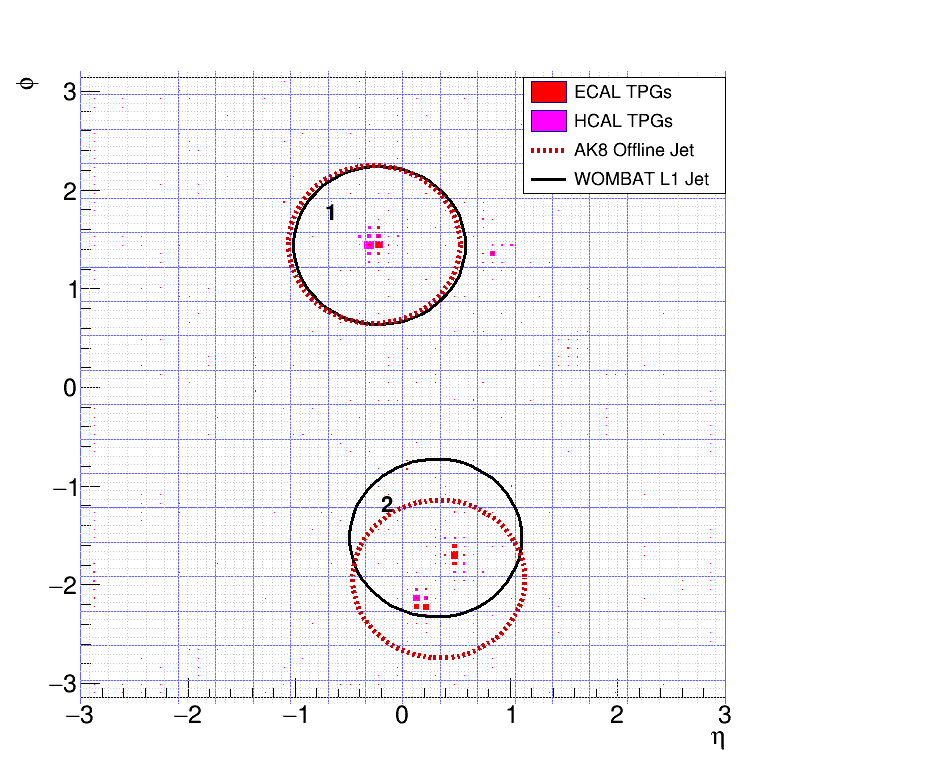 ϕ
3
2
1
0
−1
−2
−3
−3 −2 −1 0 1 2 3
η
ECAL TPGs
HCAL TPGs
AK8 Offline Jet
WOMBAT L1 Jet
1
2